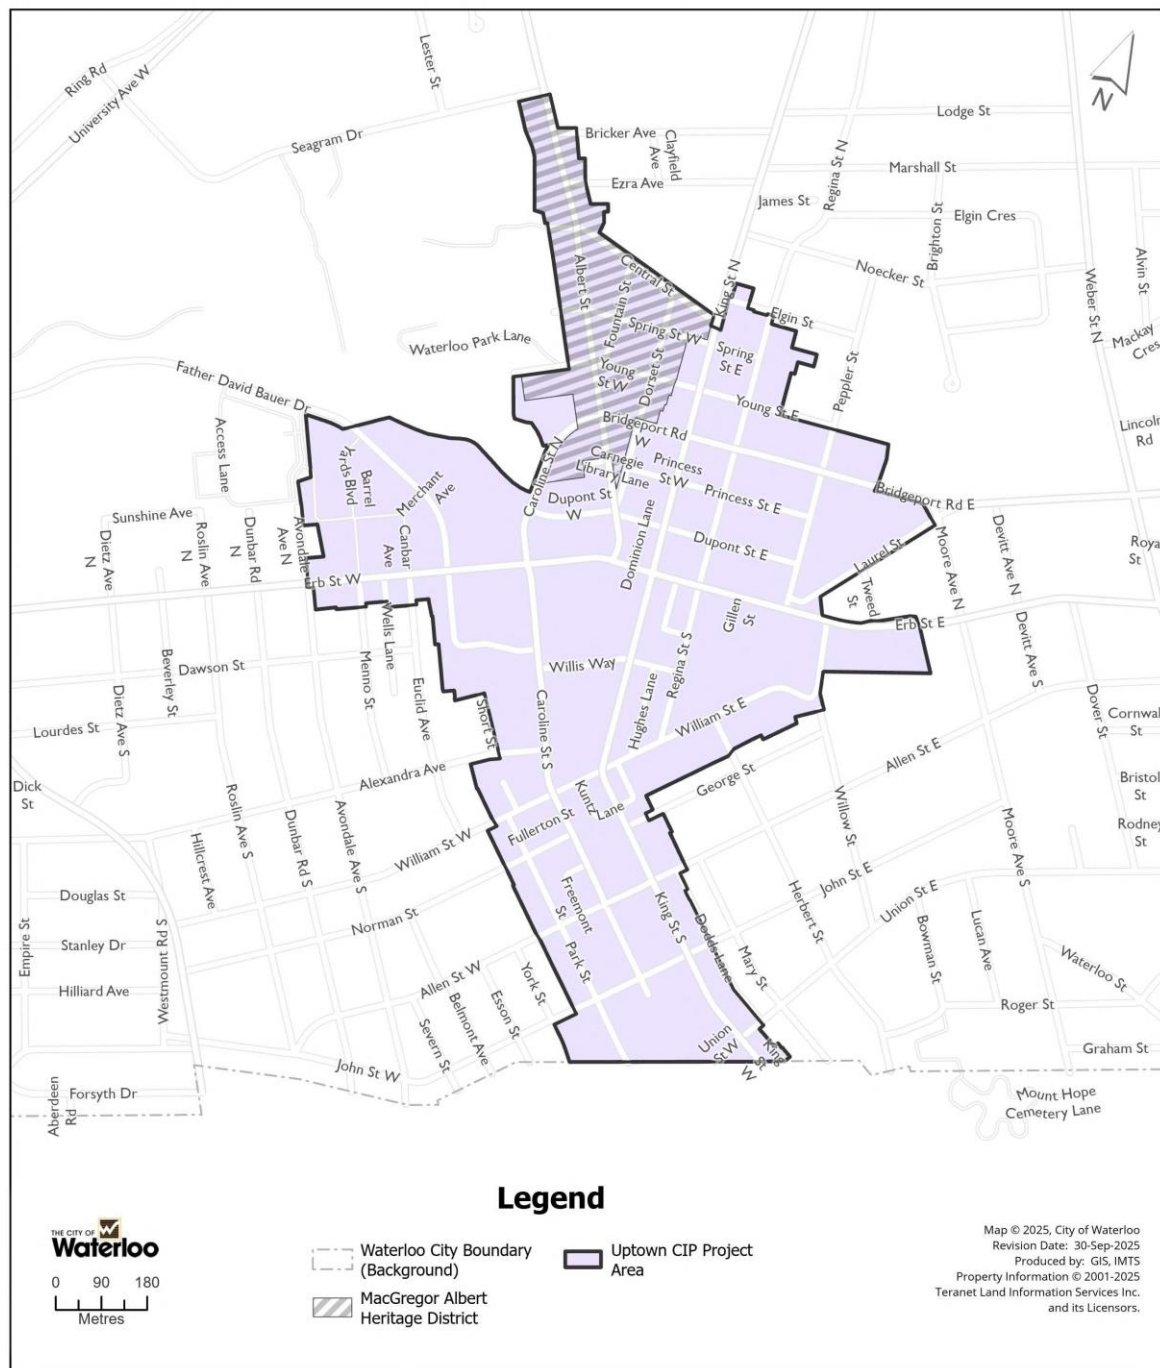 Lester St
Ring Rd
University Ave W
Seagram Dr
Bricker Ave
Clayfield
Ave
Ezra Ave
Lodge St
Marshall St
Regina St N
James St
Elgin Cres
Brighton St
Noecker St
Alvin St
Weber St N
Mackay
Cres
N
Central St
King St N
Albert St
Fountain St
Spring St W
Elgin St
Spring
St E
Waterloo Park Lane
Young
St W
Dorset St
Peppler St
Father David Bauer Dr
Young St E
Lincoln
Rd
Access Lane
Yards Blvd
Barrel
Merchant
Ave
Caroline St N
Bridgeport Rd
W
Carnegie
Library Lane
Princess
St W
Princess St E
Bridgeport Rd E
Dupont St
W
Dupont St E
Sunshine Ave
Dietz Ave
N
Roslin Ave
N
Dunbar Rd
N
Avondale
Ave N
Canbar
Ave
Dominion Lane
Laurel St
Tweed
St
Moore Ave N
Devitt Ave N
Roya
St
Erb St W
Gillen
St
Erb St E
Devitt Ave S
Wells Lane
Dawson St
Beverley St
Menno St
Willis Way
Regina St S
Hughes Lane
William St E
Euclid Ave
Short St
Caroline St S
Dietz Ave S
Lourdes St
Dover St
Cornwal
St
Allen St E
Dick
St
Alexandra Ave
George St
Bristol
St
Kuntz
Lane
Fullerton St
Roslin Ave S
Dunbar Rd S
Avondale Ave S
William St W
Willow St
Moore Ave S
Rodney
St
Hillcrest Ave
Douglas St
Norman St
Freemont
St
King St S
John St E
Herbert St
Union St E
Empire St
Stanley Dr
Westmount Rd S
Hilliard Ave
Dodds Lane
Mary St
Bowman St
Lucan Ave
Waterloo St
Allen St W
York St
Park St
Esson St
Belmont Ave
Severn St
Roger St
Union
St W
King
St S
W
Graham St
John St W
Aberdeen
Rd
Forsyth Dr
Mount Hope
Cemetery Lane
Legend
THE CITY OF
Waterloo
0 90 180
Metres
Waterloo City Boundary
(Background)
MacGregor Albert
Heritage District
Uptown CIP Project
Area
Map © 2025, City of Waterloo
Revision Date: 30-Sep-2025
Produced by: GIS, IMTS
Property Information © 2001-2025
Teranet Land Information Services Inc.
and its Licensors.